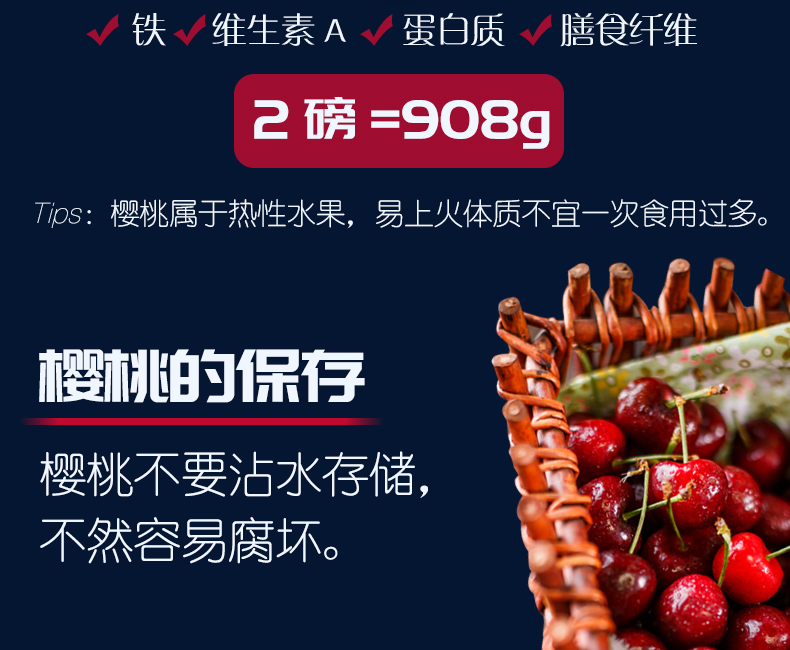 铁 维生素 A 蛋白质 膳食纤维
2 磅 =908g
Tips：樱桃属于热性水果，易上火体质不宜一次食用过多。
樱桃的保存
樱桃不要沾水存储，
不然容易腐坏。